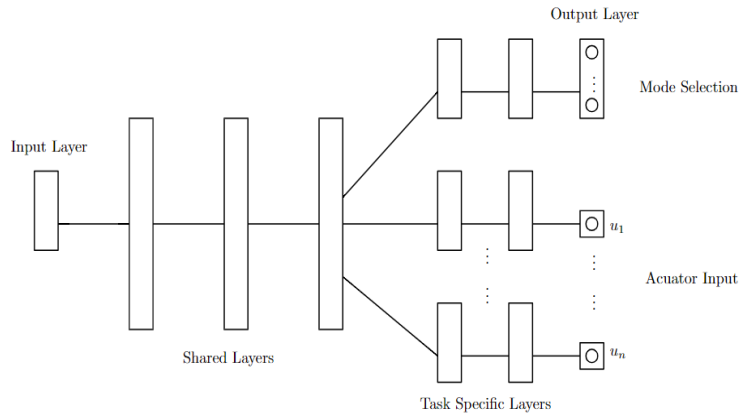 Output Layer
Mode Selection
Input Layer
u1
Acuator Input
Shared Layers
un
Task Specific Layers